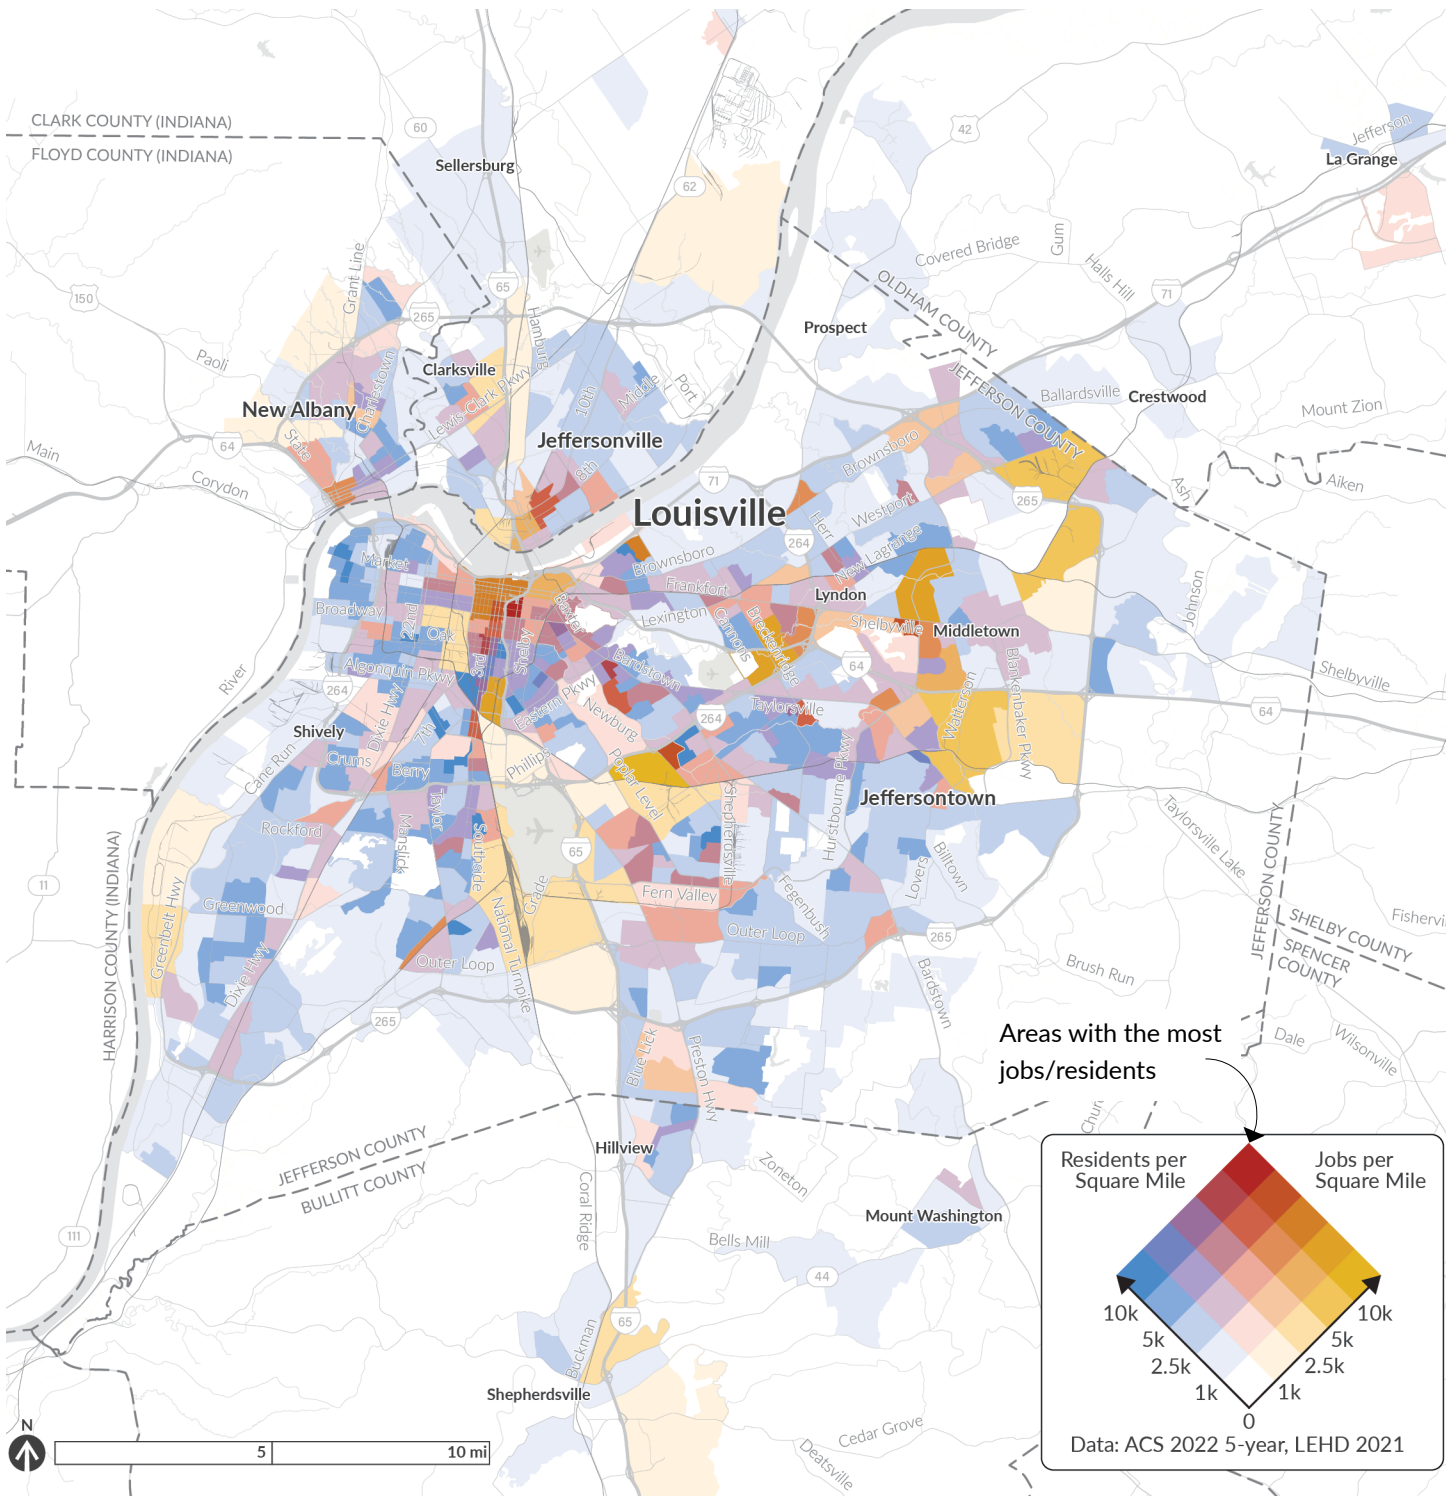 CLARK COUNTY (INDIANA)
FLOYD COUNTY (INDIANA)
60
Sellersburg
62
42
Jefferson
La Grange
Covered Bridge
Gum
Halls Hill
71
OLDHAM COUNTY
JEFFERSON COUNTY
Prospect
Grant Line
150
265
65
Hamburg
Paoli
Clarksville
Lewis-Clark Pkwy
Charlestown
10th
Middle
Port
New Albany
State
64
Main
Corydon
Jeffersonville
8th
71
Louisville
Ballardsville
Crestwood
Mount Zion
Brownsboro
265
Ash
Aiken
Herr
Westport
264
New Lagrange
Brownsboro
Market
Frankfort
Lyndon
Johnson
Broadway
22nd
Oak
Baxter
Lexington
Cannons
Breckenridge
Shelbyville
Middletown
3rd
Shelby
Algonquin Pkwy
Bardstown
64
Blankenbaker Pkwy
Shelbyville
River
264
Dixie Hwy
Eastern Pkwy
Newburg
264
Taylorsville
Watterson
64
Shively
7th
Cane Run
Crums
Berry
Phillips
Poplar Level
Hurstbourne Pkwy
Jeffersontown
Taylor
Rockford
Manslick
Southside
65
Shepherdsville
Taylorsville Lake
11
HARRISON COUNTY (INDIANA)
Greenbelt Hwy
Greenwood
Grade
Fern Valley
Fegenbush
Lovers
Billtown
Dixie Hwy
Outer Loop
National Turnpike
Outer Loop
265
Bardstown
Brush Run
JEFFERSON COUNTY
SHELBY COUNTY
SPENCER
COUNTY
265
Blue Lick
Preston Hwy
Dale
Wilsonville
Areas with the most
jobs/residents
JEFFERSON COUNTY
BULLITT COUNTY
Hillview
Zoneton
Coral Ridge
111
Mount Washington
Bells Mill
44
65
Buckman
Shepherdsville
Cedar Grove
Deatsville
Residents per
Square Mile
Jobs per
Square Mile
10k
5k
2.5k
1k
0
1k
2.5k
5k
10k
Data: ACS 2022 5-year, LEHD 2021
N
5
10 mi